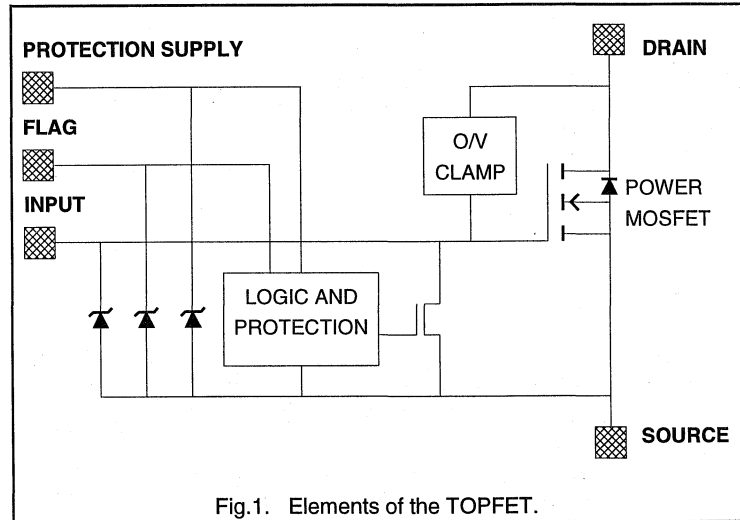 PROTECTION SUPPLY
DRAIN
FLAG
O/V
CLAMP
INPUT
POWER
MOSFET
LOGIC AND
PROTECTION
SOURCE
Fig.1. Elements of the TOPFET.